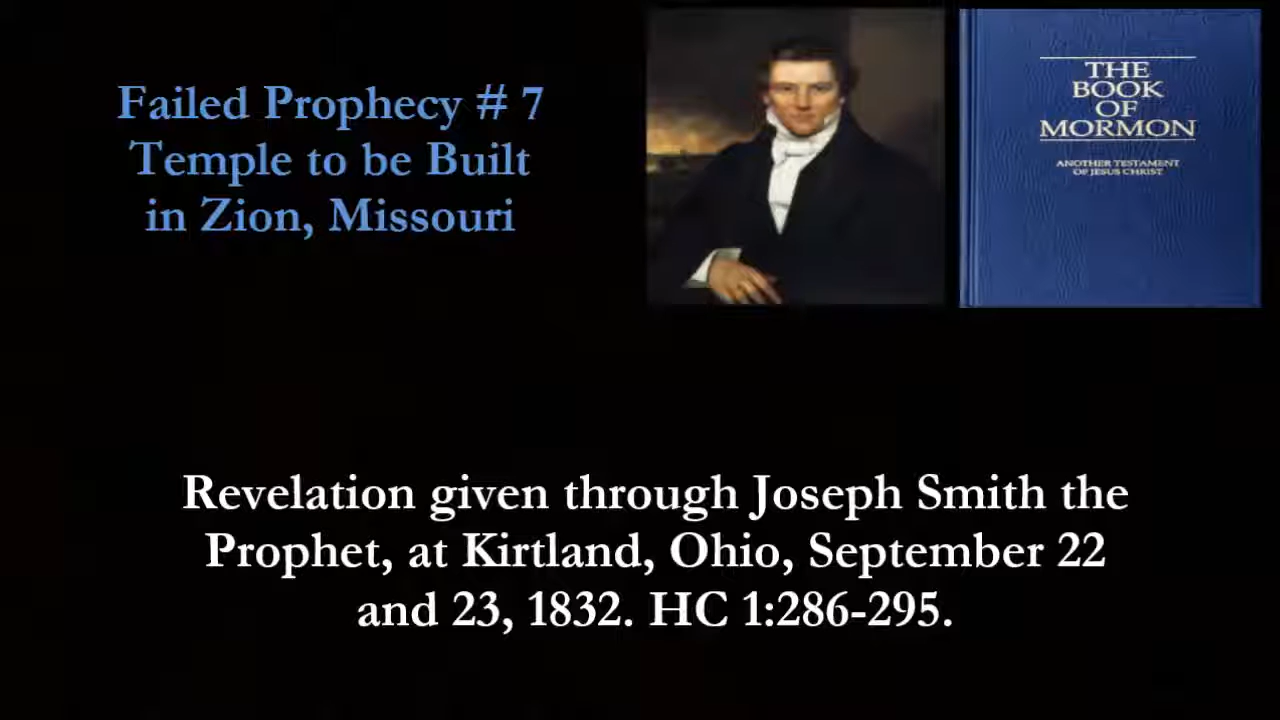 Failed Prophecy # 7
Temple to be Built
in Zion, Missouri
THE
BOOK
OF
MORMON
ANOTHER TESTAMENT
OF JESUS CHRIST
Revelation given through Joseph Smith the
Prophet, at Kirtland, Ohio, September 22
and 23, 1832. HC 1:286-295.